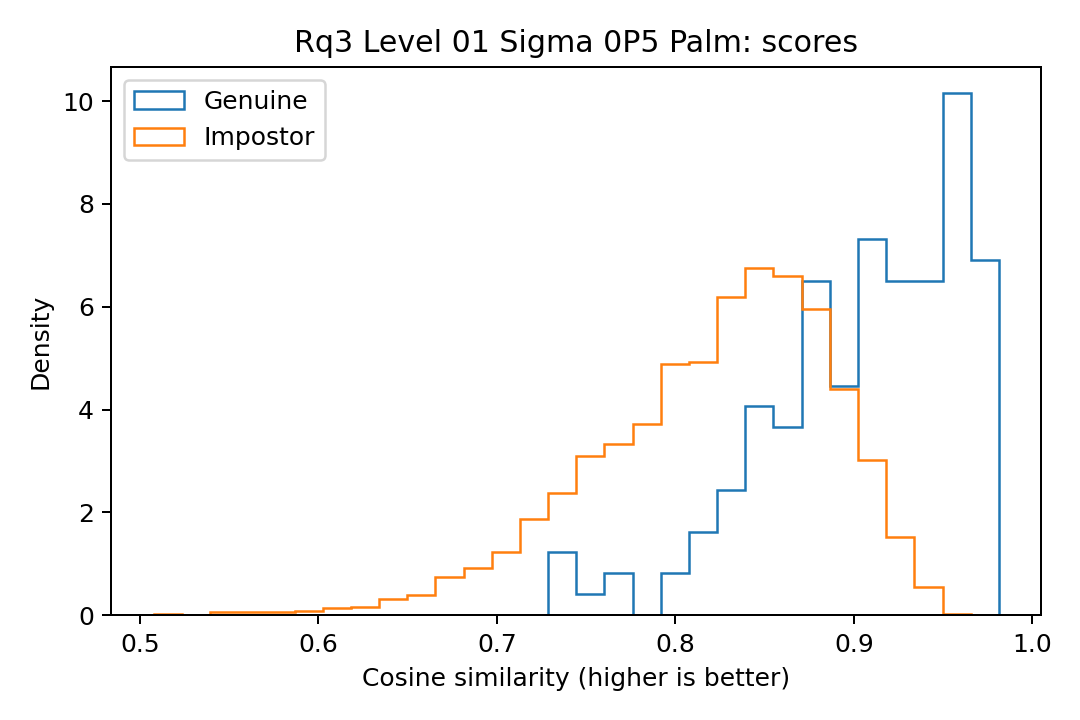 Rq3 Level 01 Sigma 0P5 Palm: scores
Genuine
Impostor
10
8
6
4
2
0
Density
0.5 0.6 0.7 0.8 0.9 1.0
Cosine similarity (higher is better)